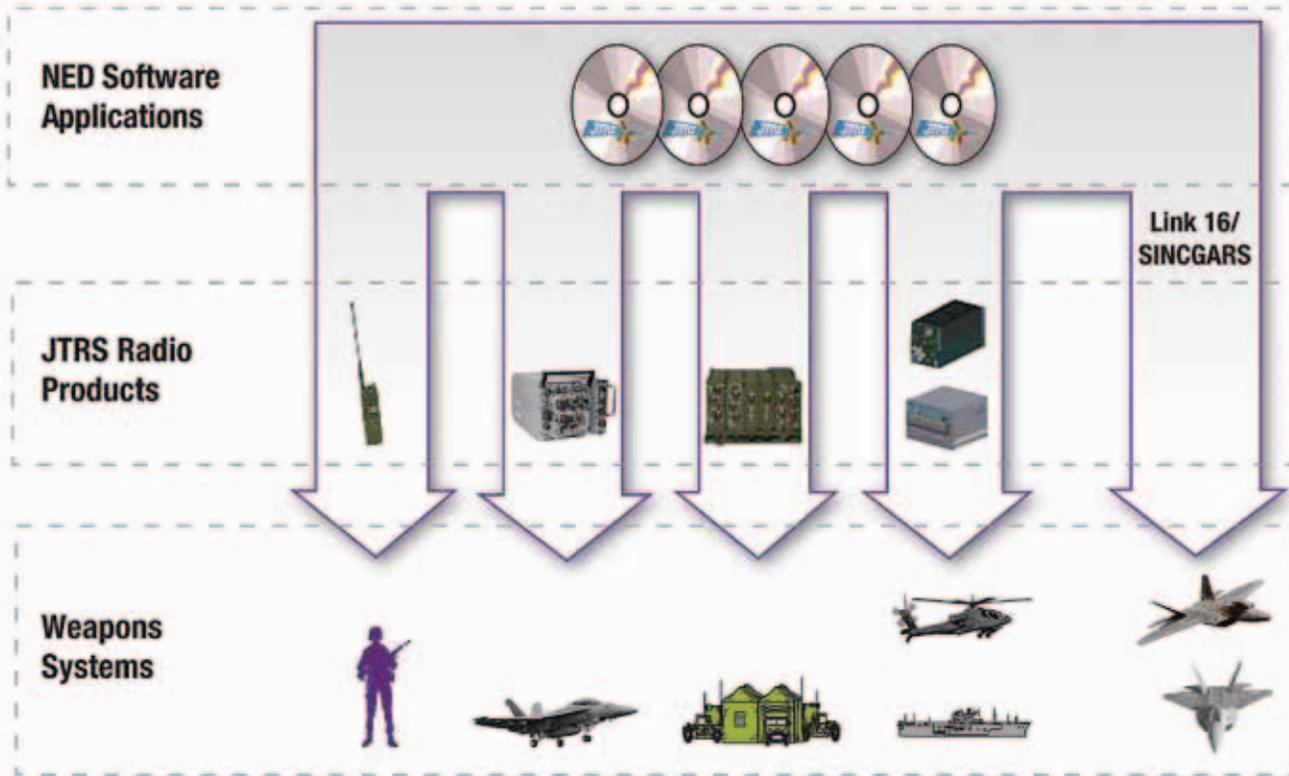 NED Software
Applications
Link 16/
SINCGARS
JTRS Radio
Products
Weapons
Systems